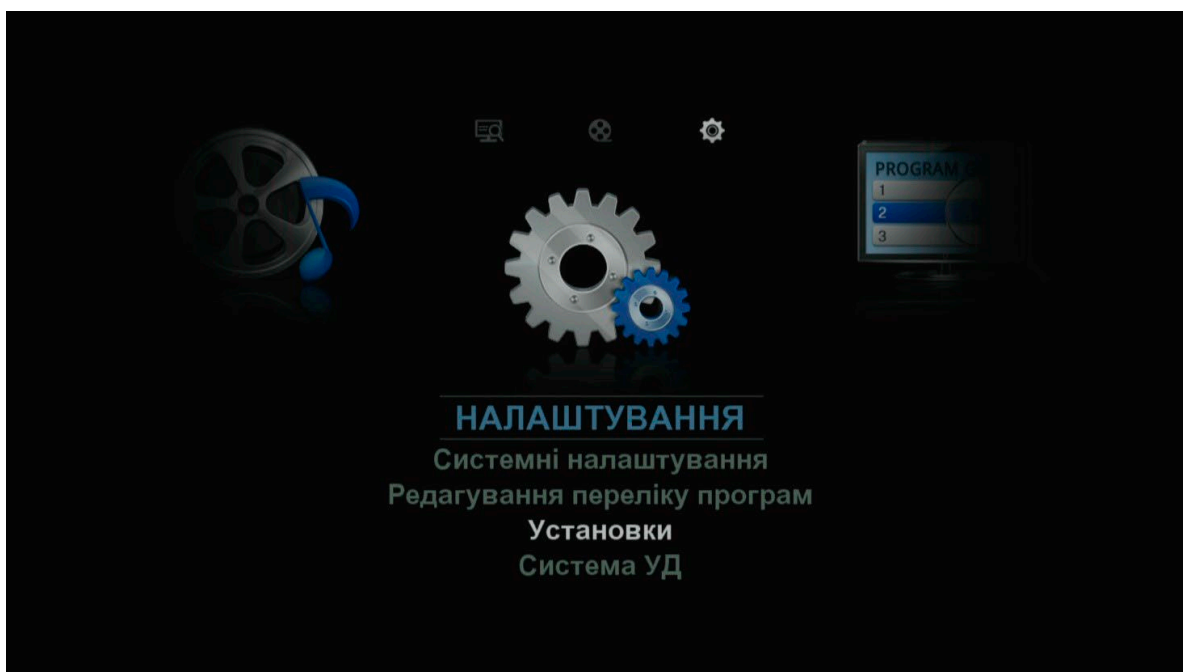 PROGRAM
1
2
3
НАЛАШТУВАННЯ
Системні налаштування
Редагування переліку програм
Установки
Система УД